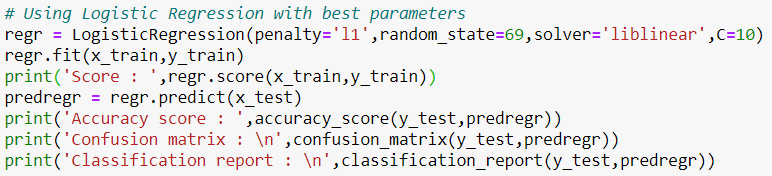 # Using Logistic Regression with best parameters
regr = LogisticRegression(penalty='l1',random_state=69,solver='liblinear',C=10)
regr.fit(x_train,y_train)
print('Score : ',regr.score(x_train,y_train))
predregr = regr.predict(x_test)
print('Accuracy score : ',accuracy_score(y_test,predregr))
print('Confusion matrix : \n',confusion_matrix(y_test,predregr))
print('Classification report : \n',classification_report(y_test,predregr))